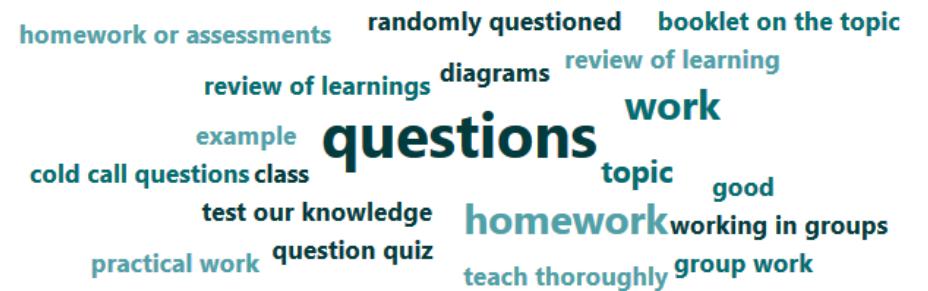 randomly questioned
booklet on the topic
homework or assessments
review of learning
diagrams
review of learnings
work
example
questions
cold call questions
class
topic
good
test our knowledge
homework
working in groups
question quiz
practical work
group work
teach thoroughly